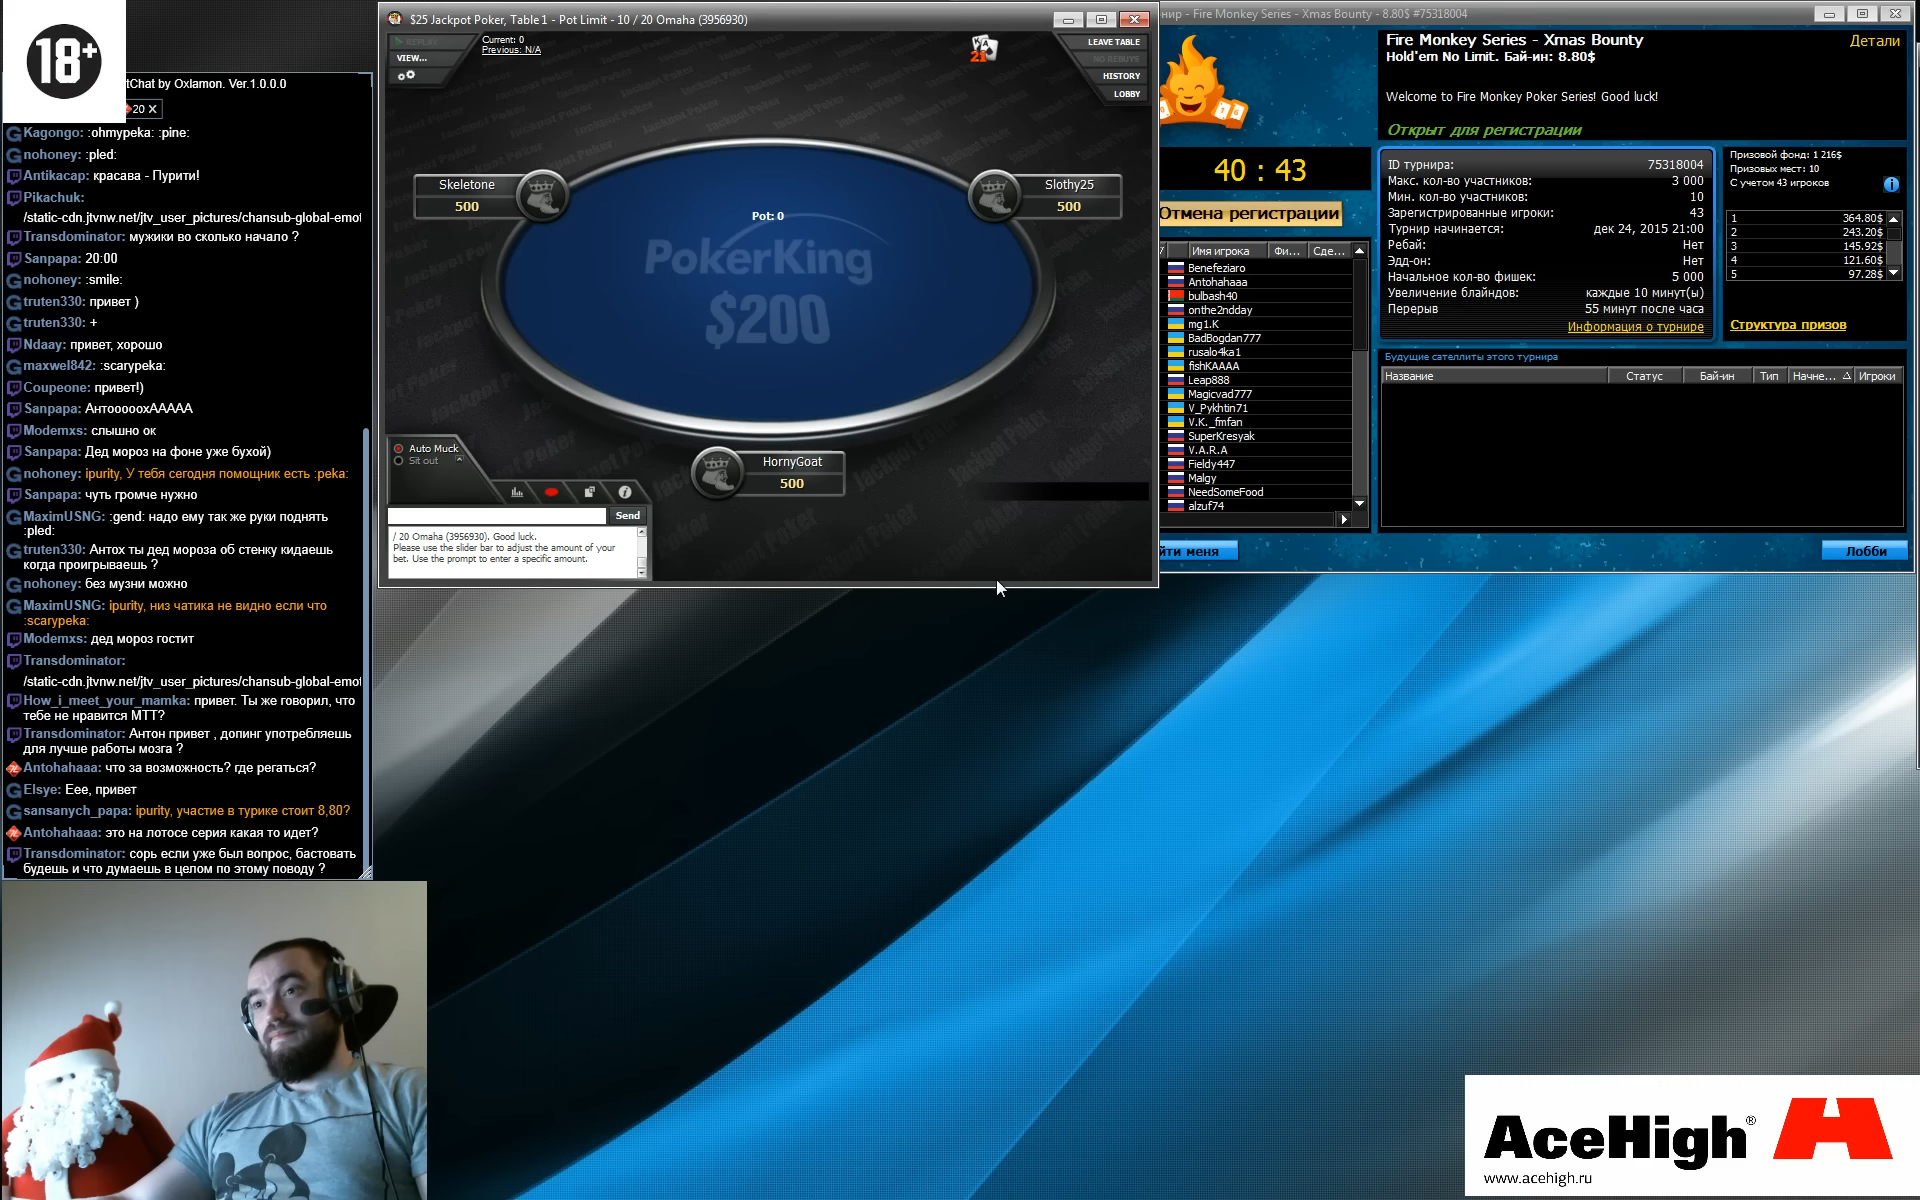 18+
tChat by Oxlamon. Ver.1.0.0.0
20 X
Kagongo: :ohmypeka: :pine:
nohoney: :pled:
Antikacap: красава - Пурити!
Pikachuk:
/static-cdn.jtvnw.net/jtv_user_pictures/chansub-global-emot
Transdominator: мужики во сколько начало ?
Sanpapa: 20:00
nohoney: :smile:
truten330: привет )
truten330: +
Ndaay: привет, хорошо
maxwel842: :scarypeka:
Coupeone: привет!)
Sanpapa: АнтооооохААААА
Modemxs: слышно ок
Sanpapa: Дед мороз на фоне уже бухой)
nohoney: ipurity, У тебя сегодня помощник есть :peka:
Sanpapa: чуть громче нужно
MaximUSNG: :gend: надо ему так же руки поднять
:pled:
truten330: Антох ты дед мороза об стенку кидаешь
когда проигрываешь ?
nohoney: без музни можно
MaximUSNG: ipurity, низ чатика не видно если что
:scarypeka:
Modemxs: дед мороз гостит
Transdominator:
/static-cdn.jtvnw.net/jtv_user_pictures/chansub-global-emot
How_i_meet_your_mamka: привет. Ты же говорил, что
тебе не нравится МТТ?
Transdominator: Антон привет , допинг употребляешь
для лучше работы мозга ?
Antohahaaa: что за возможность? где регаться?
Elsye: Еее, привет
sansanych_papa: ipurity, участие в турике стоит 8,80?
Antohahaaa: это на лотосе серия какая то идет?
Transdominator: сорь если уже был вопрос, бастовать
будешь и что думаешь в целом по этому поводу ?
$25 Jackpot Poker, Table 1 - Pot Limit - 10 / 20 Omaha (3956930)
REPLAY
VIEW...
Current: 0
Previous: N/A
21
LEAVE TABLE
NO REBUYS
HISTORY
LOBBY
Skeletone
500
Slothy25
500
Pot: 0
PokerKing
$200
HornyGoat
500
Auto Muck
Sit out
Send
/ 20 Omaha (3956930). Good luck.
Please use the slider bar to adjust the amount of your
bet. Use the prompt to enter a specific amount.
нир - Fire Monkey Series - Xmas Bounty - 8.80$ #75318004
Fire Monkey Series - Xmas Bounty
Детали
Hold'em No Limit. Бай-ин: 8.80$
Welcome to Fire Monkey Poker Series! Good luck!
Открыт для регистрации
40 : 43
Отмена регистрации
Имя игрока Фи... Сде...
Benefeziaro
Antohahaaa
bulbash40
onthe2ndday
mg1.K
BadBogdan777
rusalo4ka1
fishKAAAA
Leap888
Magicvad777
V_Pykhtin71
V.K._fmfan
SuperKresyak
V.A.R.A
Fieldy447
Malgy
NeedSomeFood
alzuf74
йти меня
ID турнира: 75318004
Макс. кол-во участников: 3 000
Мин. кол-во участников: 10
Зарегистрированные игроки: 43
Турнир начинается: дек 24, 2015 21:00
Ребай: Нет
Эдд-он: Нет
Начальное кол-во фишек: 5 000
Увеличение блайндов: каждые 10 минут(ы)
Перерыв 55 минут после часа
Информация о турнире
Призовой фонд: 1 216$
Призовых мест: 10
С учетом 43 игроков
1 364.80$
2 243.20$
3 145.92$
4 121.60$
5 97.28$
Структура призов
Будущие сателлиты этого турнира
Название Статус Бай-ин Тип Начне... Игроки
Лобби
AceHigh®
www.acehigh.ru